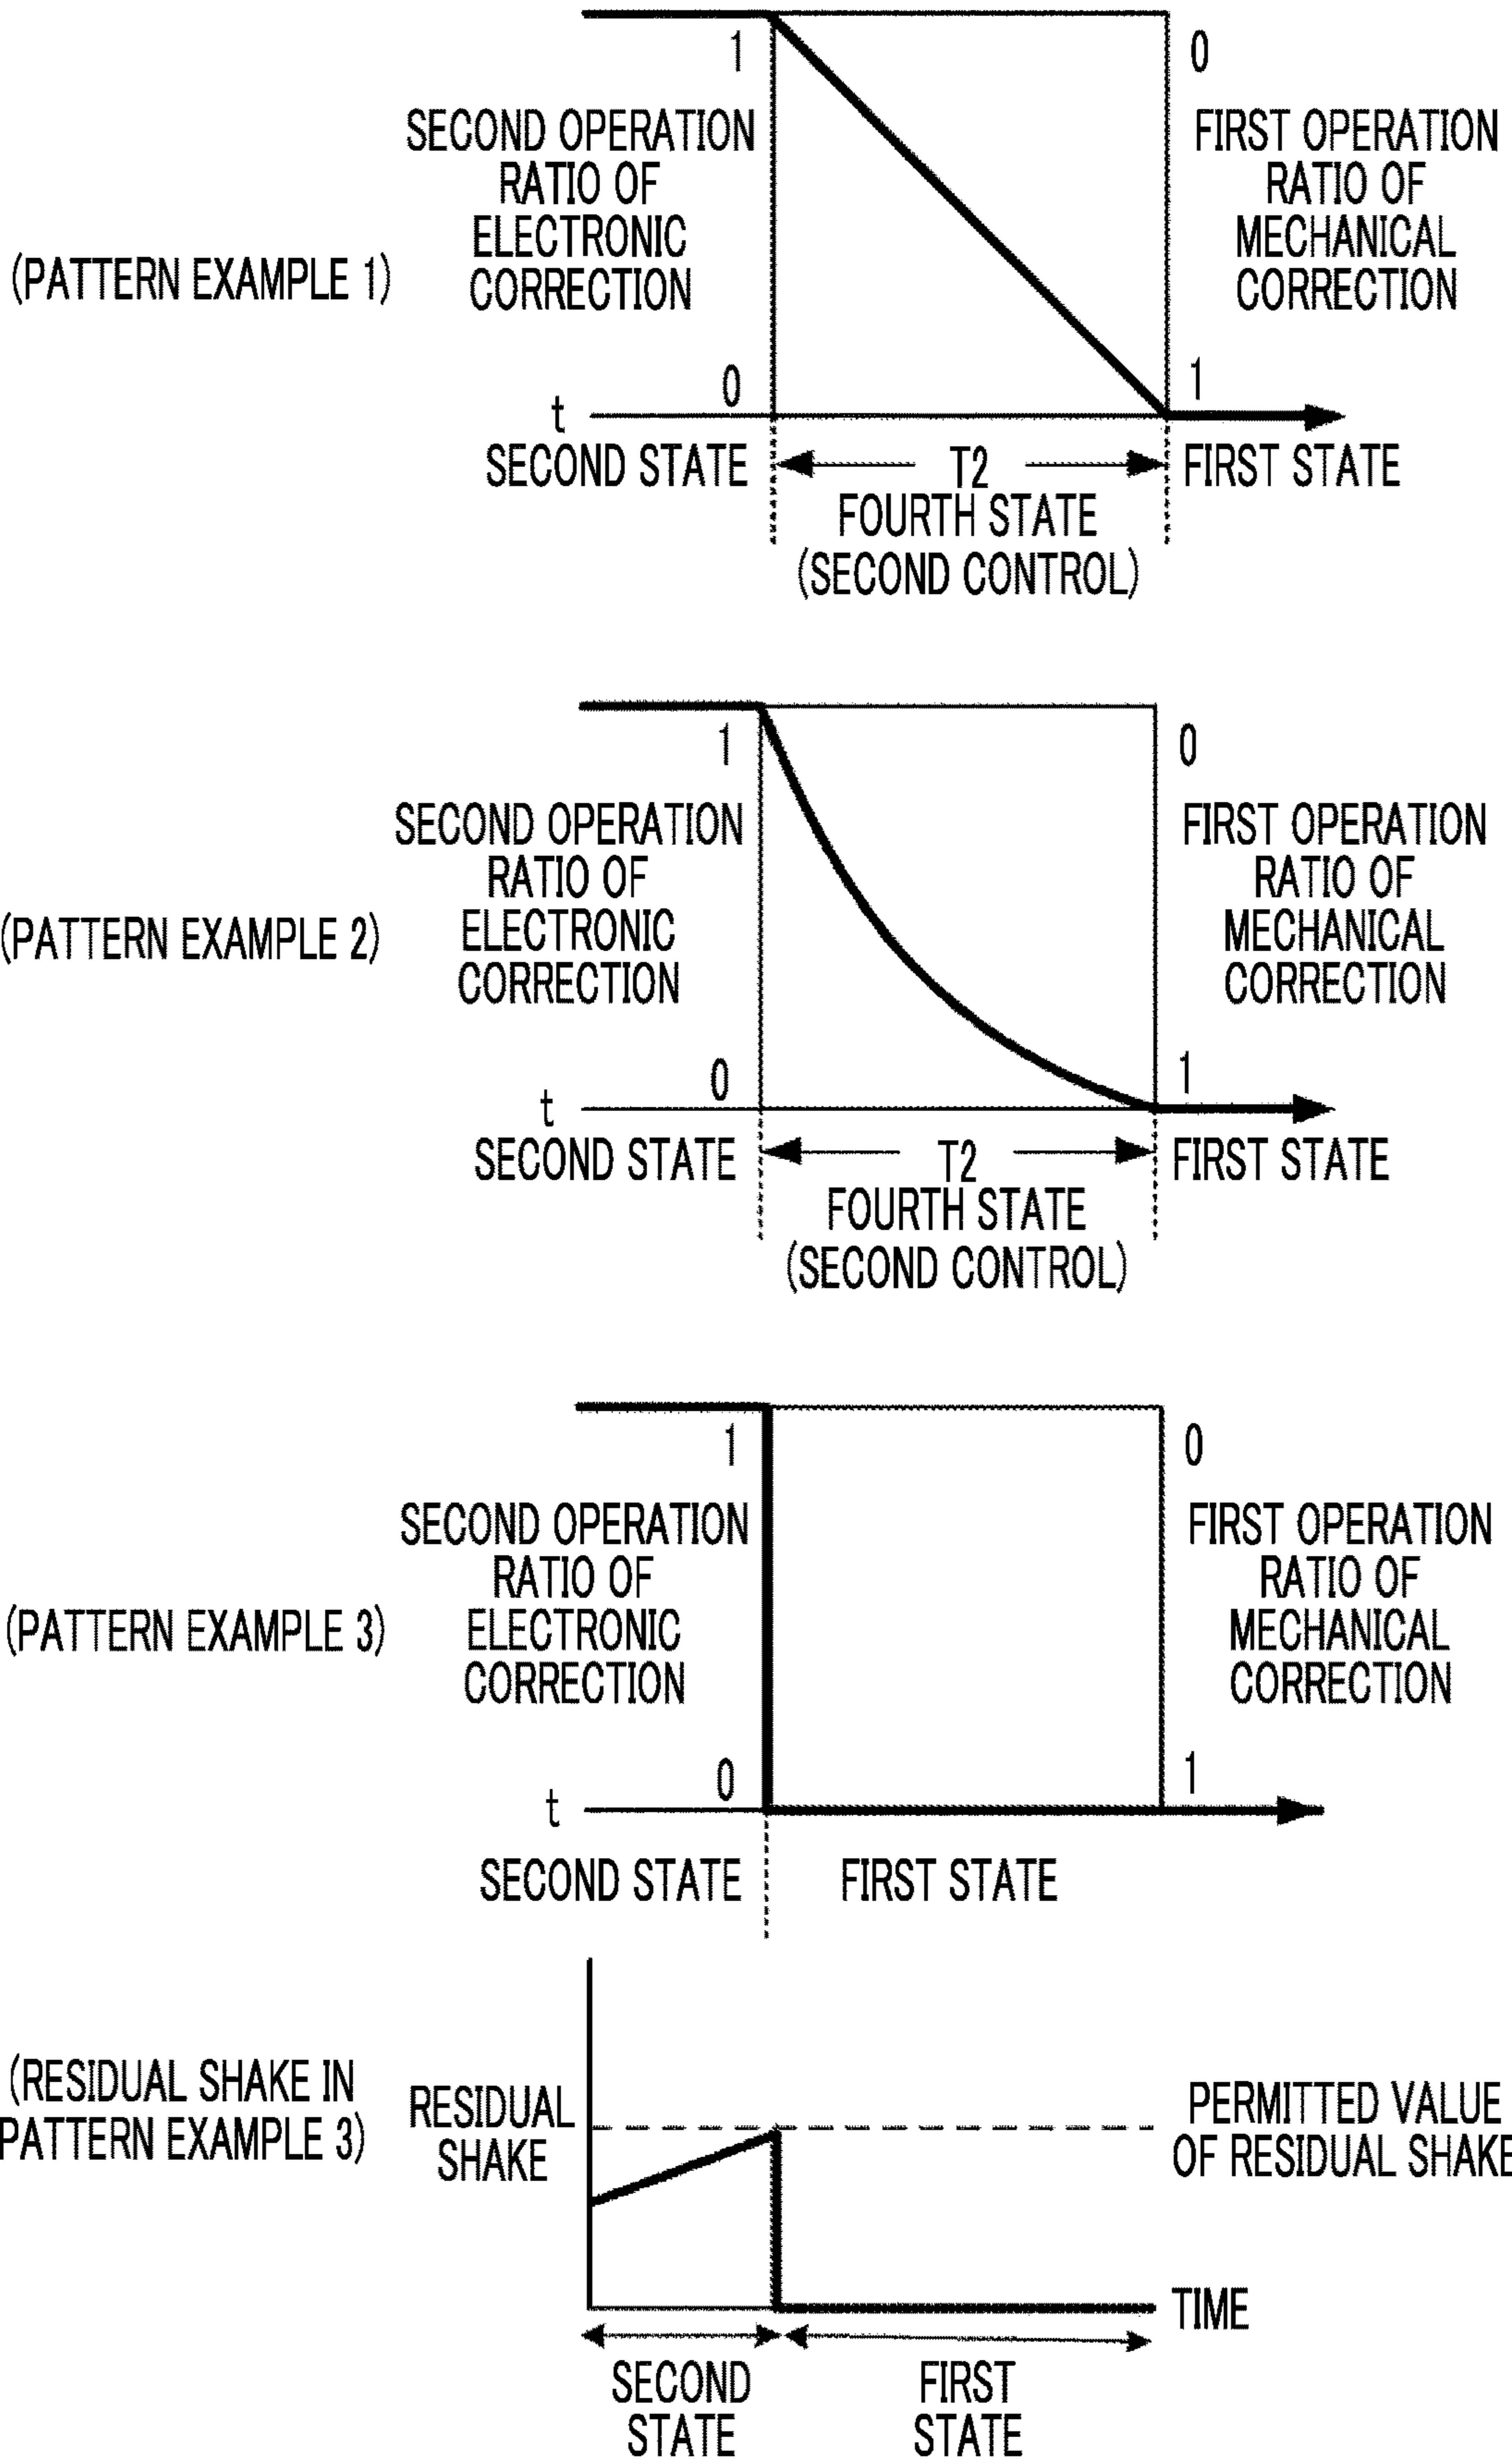 (PATTERN EXAMPLE 1)
1
SECOND OPERATION
RATIO OF
ELECTRONIC
CORRECTION
0
0
FIRST OPERATION
RATIO OF
MECHANICAL
CORRECTION
1
t
SECOND STATE
T2
FOURTH STATE
(SECOND CONTROL)
FIRST STATE
(PATTERN EXAMPLE 2)
1
SECOND OPERATION
RATIO OF
ELECTRONIC
CORRECTION
0
0
FIRST OPERATION
RATIO OF
MECHANICAL
CORRECTION
1
t
SECOND STATE
T2
FOURTH STATE
(SECOND CONTROL)
FIRST STATE
(PATTERN EXAMPLE 3)
1
SECOND OPERATION
RATIO OF
ELECTRONIC
CORRECTION
0
0
FIRST OPERATION
RATIO OF
MECHANICAL
CORRECTION
1
t
SECOND STATE
FIRST STATE
(RESIDUAL SHAKE IN
PATTERN EXAMPLE 3)
RESIDUAL
SHAKE
PERMITTED VALUE
OF RESIDUAL SHAKE
TIME
SECOND
STATE
FIRST
STATE